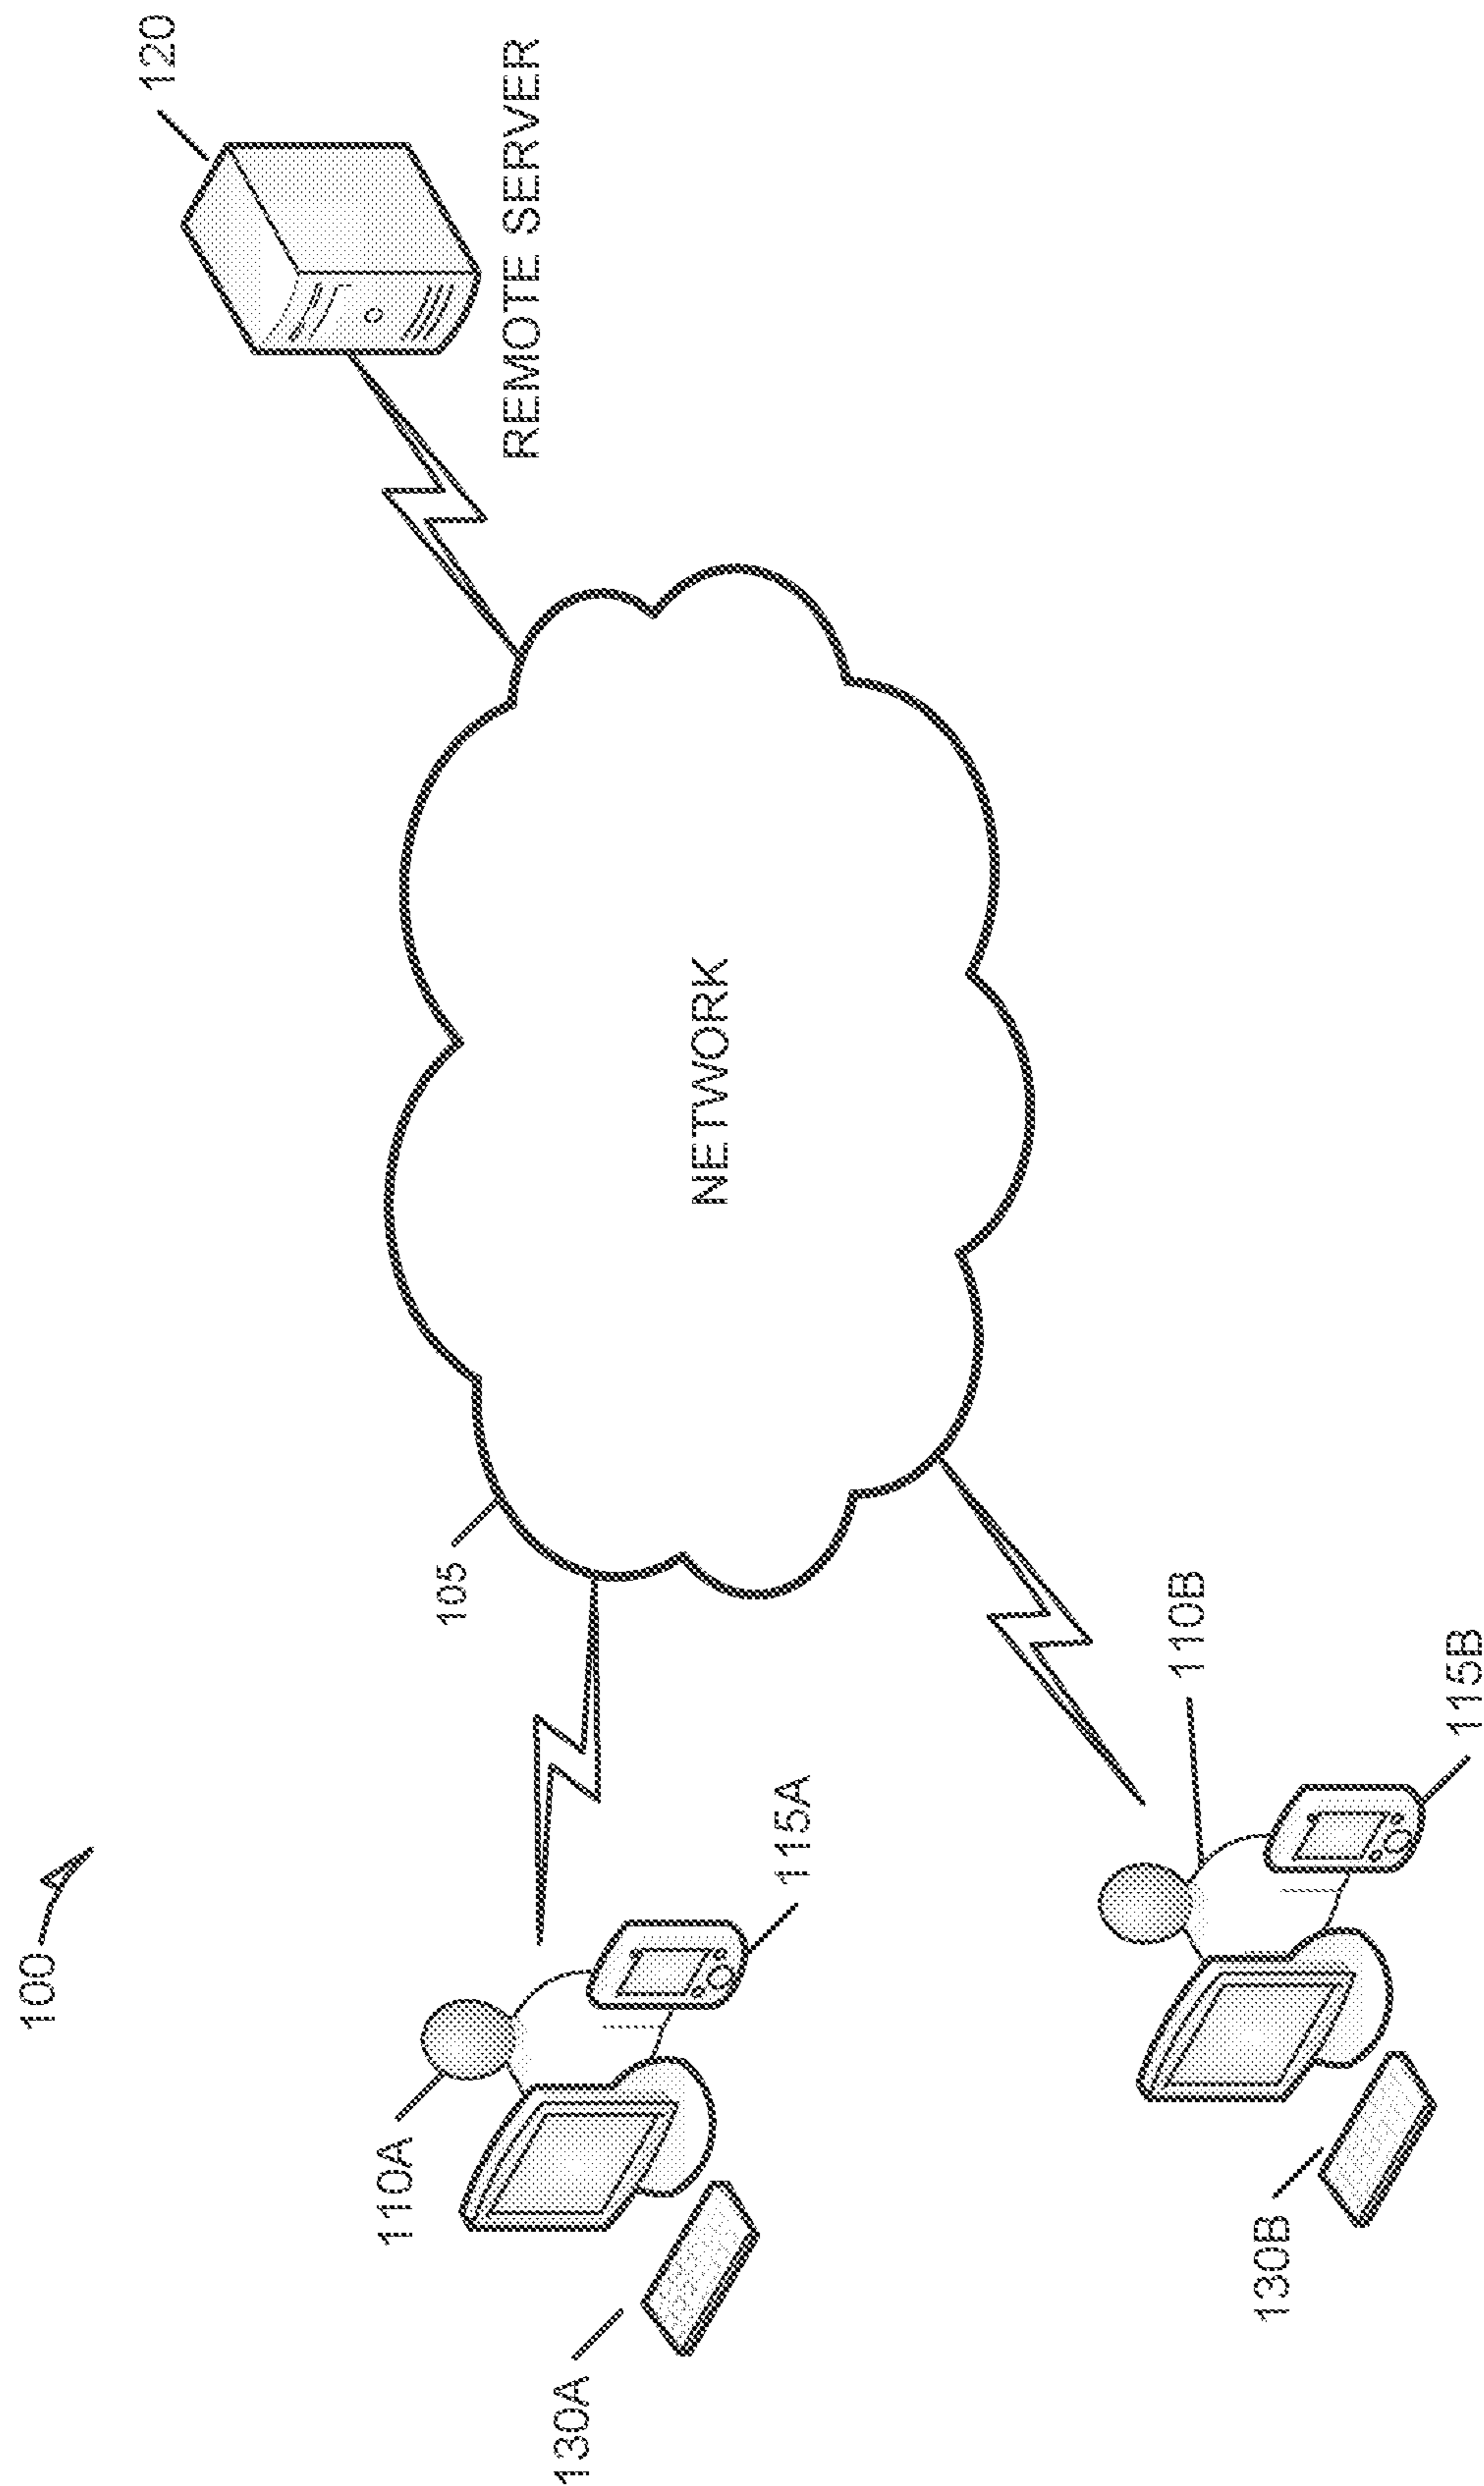 100
110A
130A
115A
105
NETWORK
120
REMOTE SERVER
110B
130B
115B